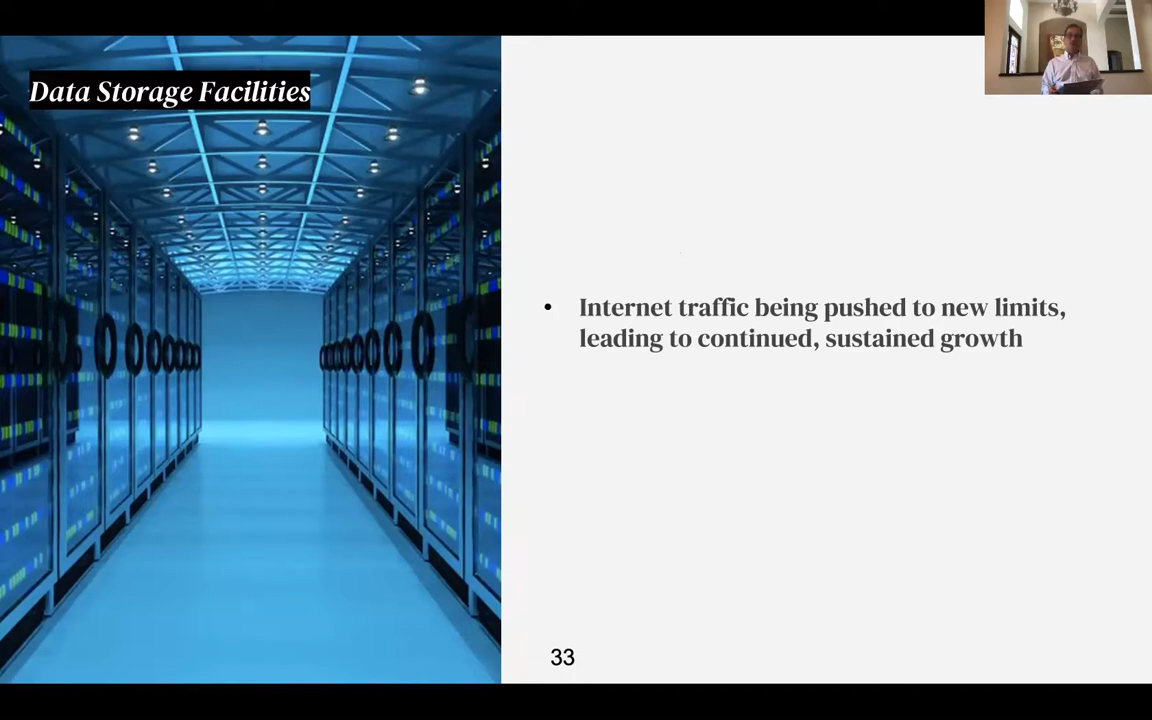 Data Storage Facilities
• Internet traffic being pushed to new limits,
leading to continued, sustained growth
33